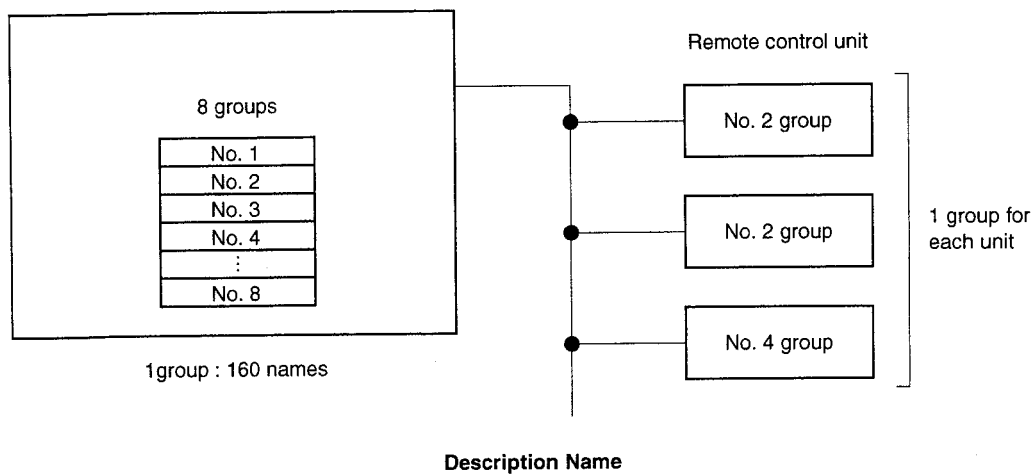 8 groups
No. 1
No. 2
No. 3
No. 4
⋮
No. 8
1group : 160 names
Remote control unit
No. 2 group
No. 2 group
No. 4 group
1 group for
each unit
Description Name